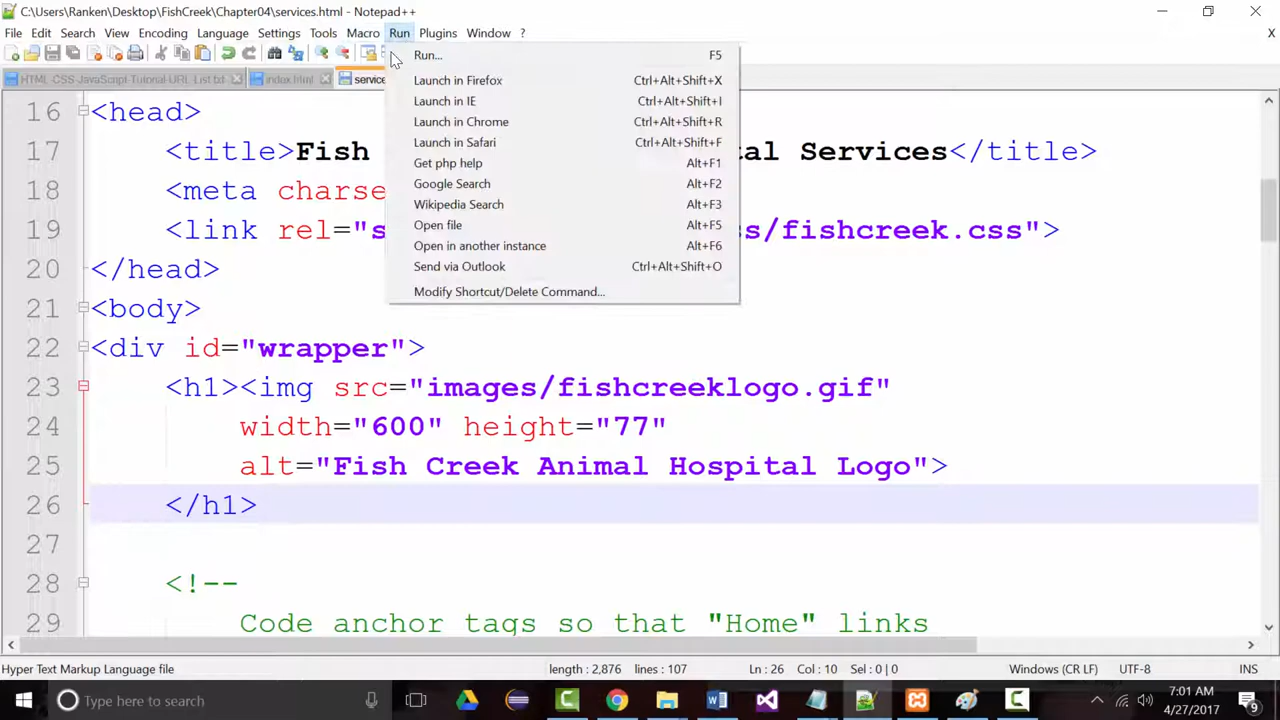 C:\Users\Ranken\Desktop\FishCreek\Chapter04\services.html - Notepad++
File Edit Search View Encoding Language Settings Tools Macro Run Plugins Window ? X
HTML-CSS-JavaScript-Tutorial-URL-List.txt index.html service
Run... F5
Launch in Firefox Ctrl+Alt+Shift+X
Launch in IE Ctrl+Alt+Shift+I
Launch in Chrome Ctrl+Alt+Shift+R
Launch in Safari Ctrl+Alt+Shift+F
Get php help Alt+F1
Google Search Alt+F2
Wikipedia Search Alt+F3
Open file Alt+F5
Open in another instance Alt+F6
Send via Outlook Ctrl+Alt+Shift+O
Modify Shortcut/Delete Command...
16 <head>
17 <title>Fish al Services</title>
18 <meta charse
19 <link rel="s s/fishcreek.css">
20 </head>
21 <body>
22 <div id="wrapper">
23 <h1><img src="images/fishcreeklogo.gif"
24 width="600" height="77"
25 alt="Fish Creek Animal Hospital Logo">
26 </h1>
27
28 <!--
29 Code anchor tags so that "Home" links
Hyper Text Markup Language file length : 2,876 lines : 107 Ln : 26 Col : 10 Sel : 0 | 0 Windows (CR LF) UTF-8 INS
Type here to search
7:01 AM
4/27/2017
9